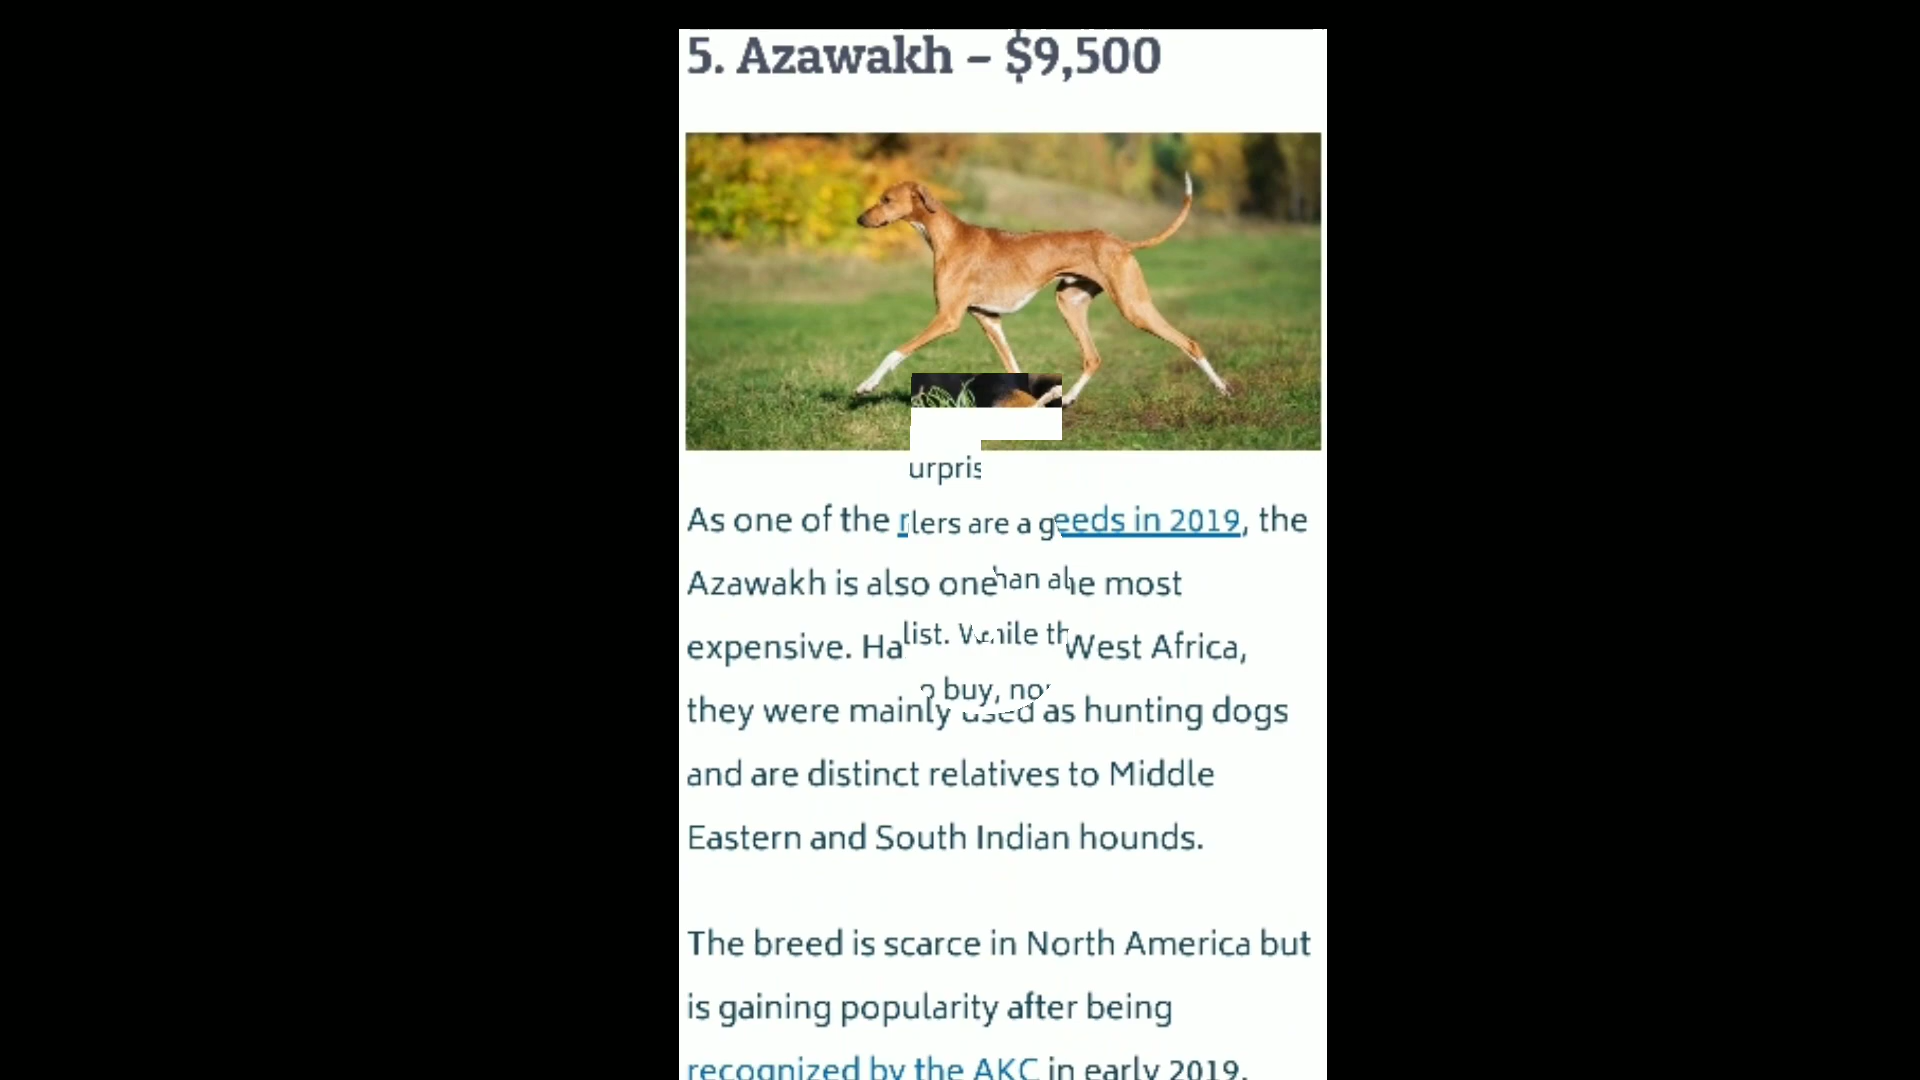 5. Azawakh – $9,500
urpris
As one of the lers are a geeds in 2019, the
Azawakh is also one han al e most
expensive. Ha list. While th West Africa,
o buy, no
they were mainly used as hunting dogs
and are distinct relatives to Middle
Eastern and South Indian hounds.
The breed is scarce in North America but
is gaining popularity after being
recognized by the AKC in early 2019.